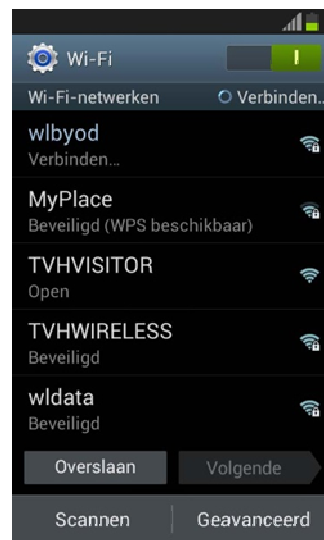 Wi-Fi
Wi-Fi-netwerken Verbinden..
wlbyod
Verbinden...
MyPlace
Beveiligd (WPS beschikbaar)
TVHVISITOR
Open
TVHWIRELESS
Beveiligd
wldata
Beveiligd
Overslaan Volgende
Scannen Geavanceerd